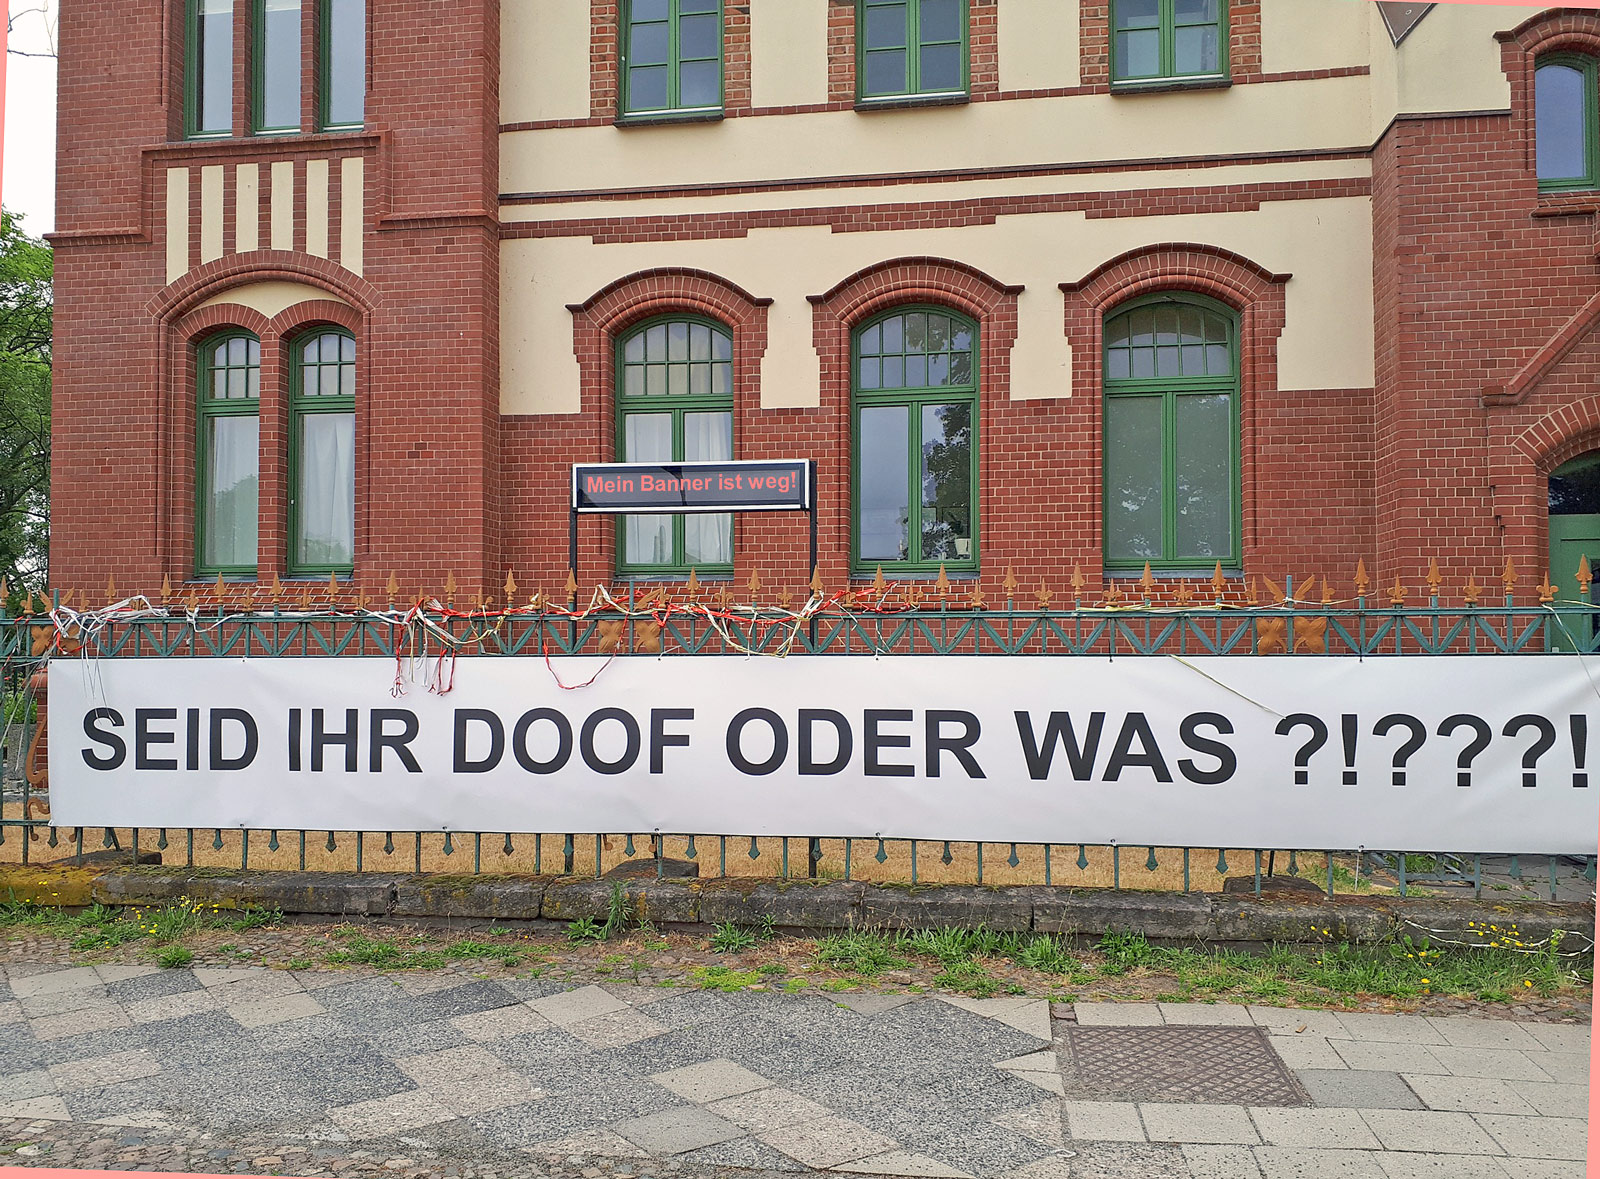 Mein Banner ist weg!
SEID IHR DOOF ODER WAS ?!???!